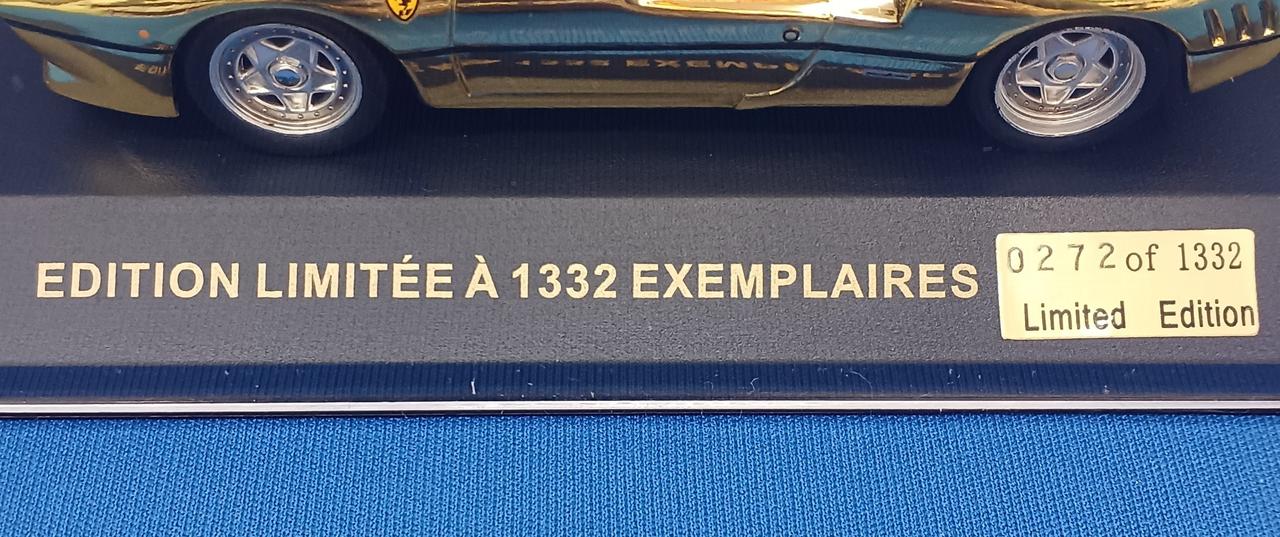 EDITION LIMITÉE À 1332 EXEMPLAIRES
0272 of 1332
Limited Edition